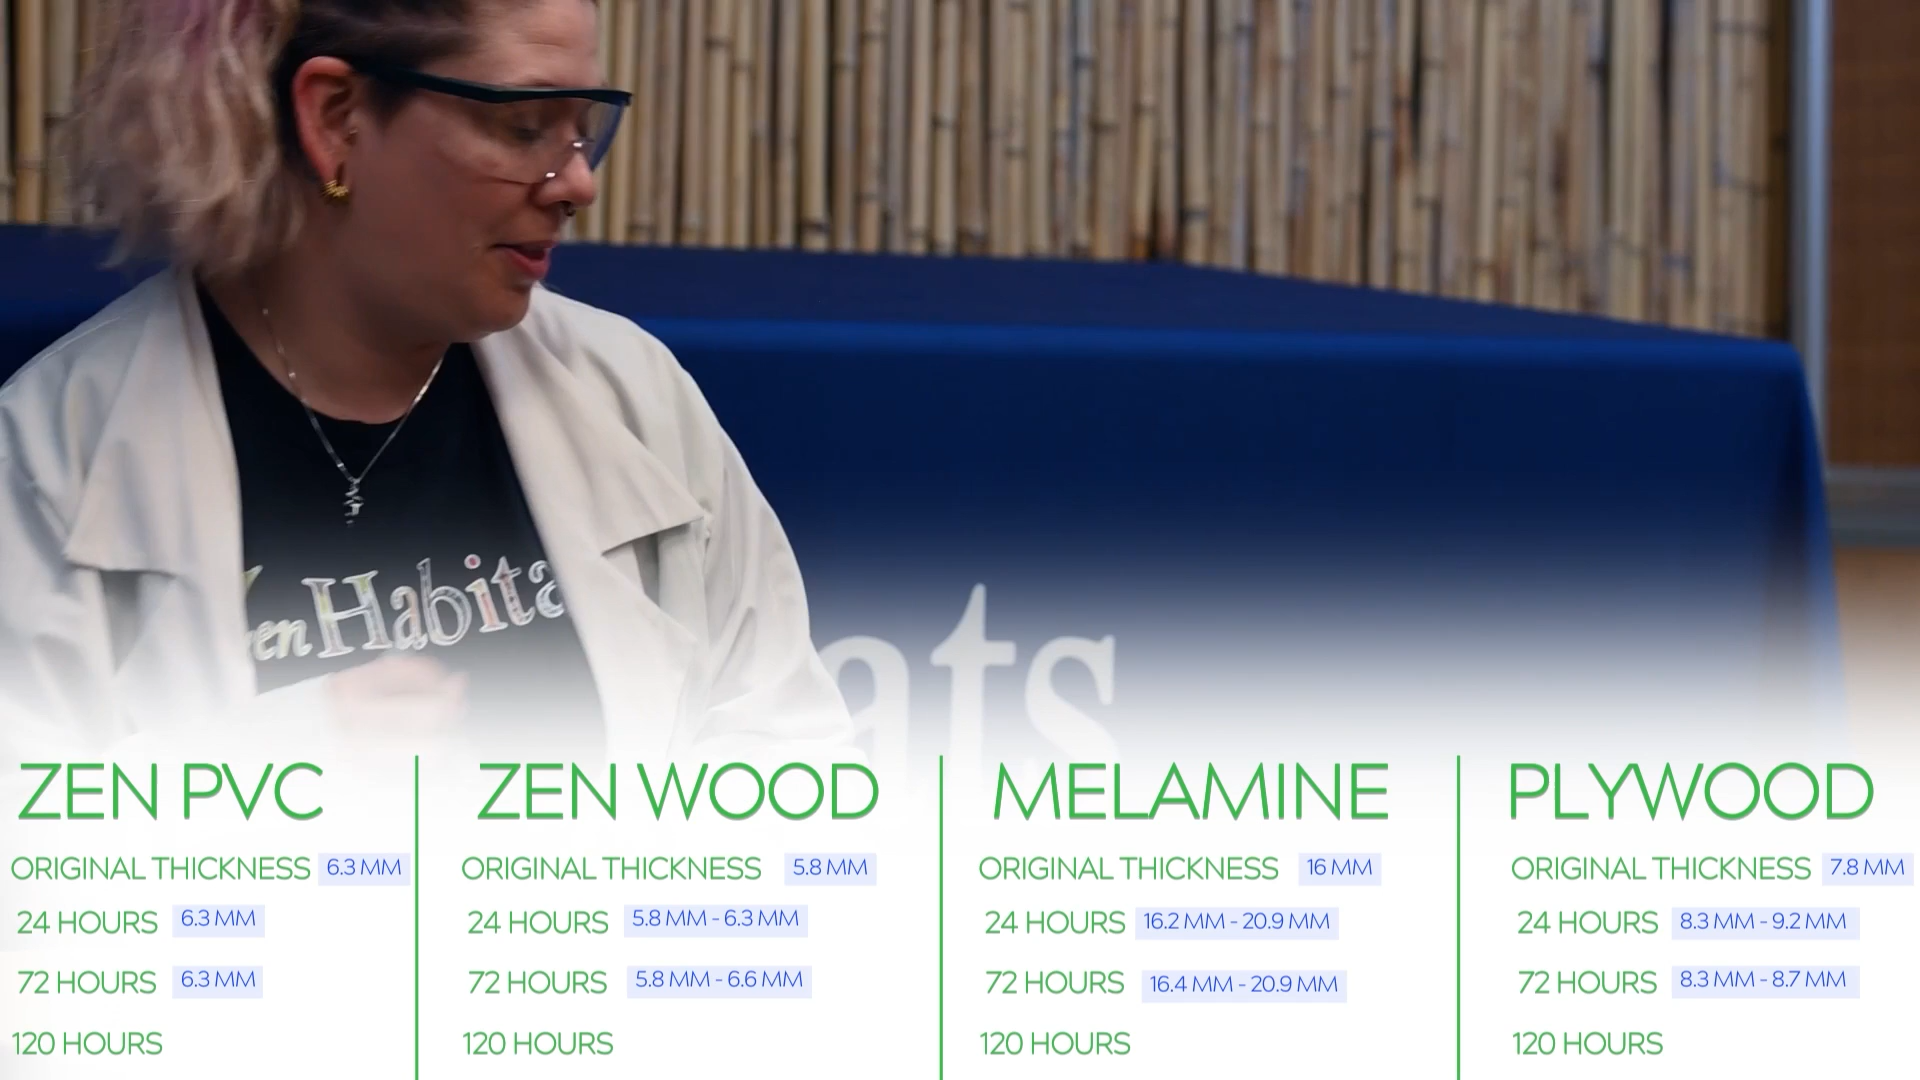 en Habita
ats
ZEN PVC
ORIGINAL THICKNESS 6.3 MM
24 HOURS 6.3 MM
72 HOURS 6.3 MM
120 HOURS
ZEN WOOD
ORIGINAL THICKNESS 5.8 MM
24 HOURS 5.8 MM - 6.3 MM
72 HOURS 5.8 MM - 6.6 MM
120 HOURS
MELAMINE
ORIGINAL THICKNESS 16 MM
24 HOURS 16.2 MM - 20.9 MM
72 HOURS 16.4 MM - 20.9 MM
120 HOURS
PLYWOOD
ORIGINAL THICKNESS 7.8 MM
24 HOURS 8.3 MM - 9.2 MM
72 HOURS 8.3 MM - 8.7 MM
120 HOURS